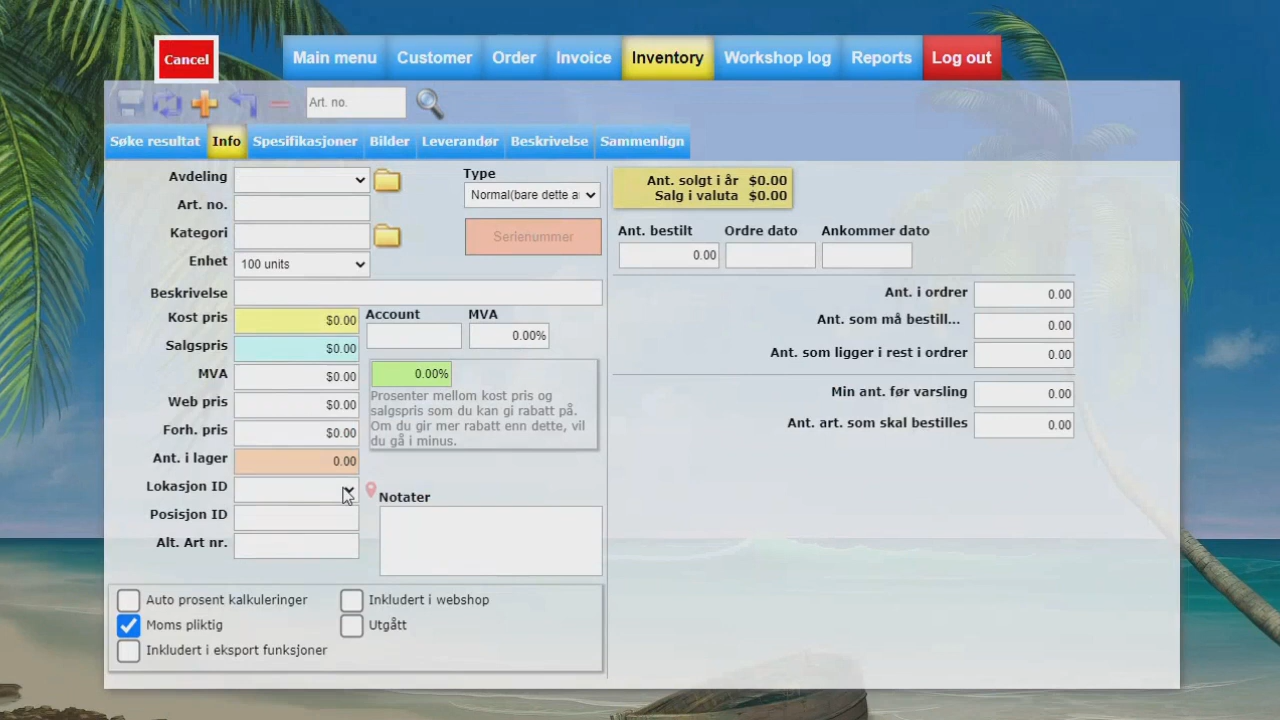 Cancel
Main menu
Customer
Order
Invoice
Inventory
Workshop log
Reports
Log out
Art. no.
Søke resultat
Info
Spesifikasjoner
Bilder
Leverandør
Beskrivelse
Sammenlign
Avdeling
Type
Normal(bare dette a
Art. no.
Kategori
Serienummer
Enhet
100 units
Beskrivelse
Kost pris
$0.00
Account
MVA
0.00%
Salgspris
$0.00
MVA
$0.00
0.00%
Prosenter mellom kost pris og
salgspris som du kan gi rabatt på.
Om du gir mer rabatt enn dette, vil
du gå i minus.
Web pris
$0.00
Forh. pris
$0.00
Ant. i lager
0.00
Lokasjon ID
Posisjon ID
Alt. Art nr.
Notater
Auto prosent kalkuleringer
Inkludert i webshop
Moms pliktig
Utgått
Inkludert i eksport funksjoner
Ant. solgt i år $0.00
Salg i valuta $0.00
Ant. bestilt
Ordre dato
Ankommer dato
0.00
Ant. i ordrer
0.00
Ant. som må bestill...
0.00
Ant. som ligger i rest i ordrer
0.00
Min ant. før varsling
0.00
Ant. art. som skal bestilles
0.00